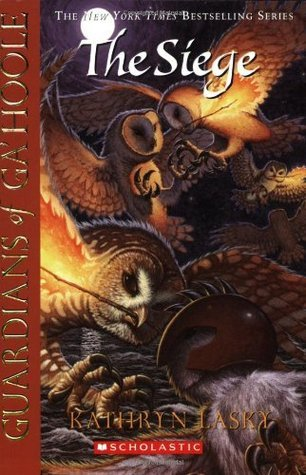 THE NEW YORK TIMES BESTSELLING SERIES
The Siege
GUARDIANS of GA'HOOLE
KATHRYN LASKY
SCHOLASTIC